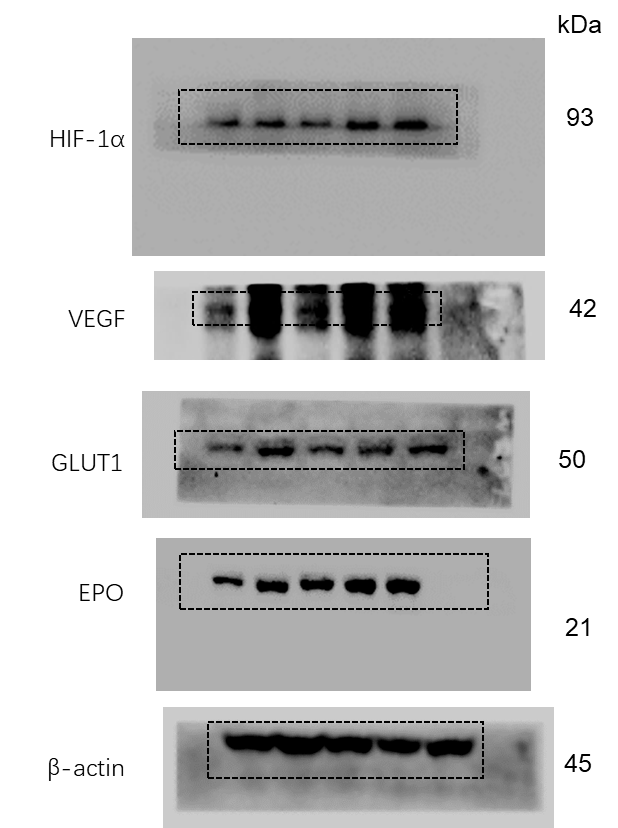 kDa
HIF-1α 93
VEGF 42
GLUT1 50
EPO 21
β-actin 45